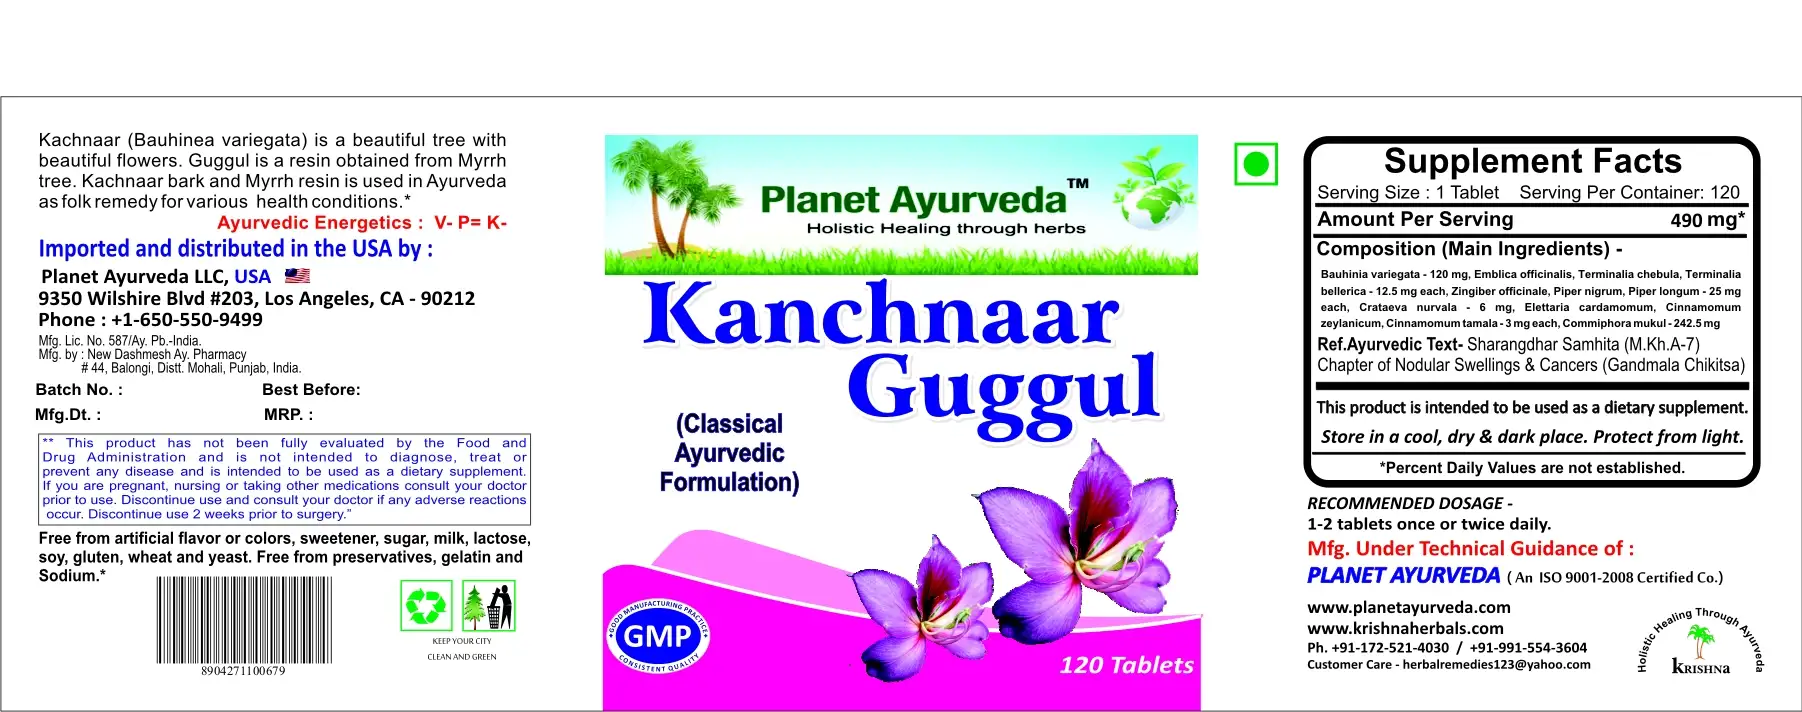 Kachnaar (Bauhinea variegata) is a beautiful tree with
beautiful flowers. Guggul is a resin obtained from Myrrh
tree. Kachnaar bark and Myrrh resin is used in Ayurveda
as folk remedy for various health conditions.*
Ayurvedic Energetics : V- P= K-
Imported and distributed in the USA by :
Planet Ayurveda LLC, USA
9350 Wilshire Blvd #203, Los Angeles, CA - 90212
Phone : +1-650-550-9499
Mfg. Lic. No. 587/Ay. Pb.-India.
Mfg. by : New Dashmesh Ay. Pharmacy
# 44, Balongi, Distt. Mohali, Punjab, India.
Batch No. : Best Before:
Mfg.Dt. : MRP. :
** This product has not been fully evaluated by the Food and
Drug Administration and is not intended to diagnose, treat or
prevent any disease and is intended to be used as a dietary supplement.
If you are pregnant, nursing or taking other medications consult your doctor
prior to use. Discontinue use and consult your doctor if any adverse reactions
occur. Discontinue use 2 weeks prior to surgery.”
Free from artificial flavor or colors, sweetener, sugar, milk, lactose,
soy, gluten, wheat and yeast. Free from preservatives, gelatin and
Sodium.*
8904271100679
KEEP YOUR CITY
CLEAN AND GREEN
Planet Ayurveda™
Holistic Healing through herbs
Kanchnaar
Guggul
(Classical
Ayurvedic
Formulation)
GOOD MANUFACTURING PRACTICE
GMP
CONSISTENT QUALITY
120 Tablets
Supplement Facts
Serving Size : 1 Tablet Serving Per Container: 120
Amount Per Serving 490 mg*
Composition (Main Ingredients) -
Bauhinia variegata - 120 mg, Emblica officinalis, Terminalia chebula, Terminalia
bellerica - 12.5 mg each, Zingiber officinale, Piper nigrum, Piper longum - 25 mg
each, Crataeva nurvala - 6 mg, Elettaria cardamomum, Cinnamomum
zeylanicum, Cinnamomum tamala - 3 mg each, Commiphora mukul - 242.5 mg
Ref.Ayurvedic Text- Sharangdhar Samhita (M.Kh.A-7)
Chapter of Nodular Swellings & Cancers (Gandmala Chikitsa)
This product is intended to be used as a dietary supplement.
Store in a cool, dry & dark place. Protect from light.
*Percent Daily Values are not established.
RECOMMENDED DOSAGE -
1-2 tablets once or twice daily.
Mfg. Under Technical Guidance of :
PLANET AYURVEDA ( An ISO 9001-2008 Certified Co.)
www.planetayurveda.com
www.krishnaherbals.com
Ph. +91-172-521-4030 / +91-991-554-3604
Customer Care - herbalremedies123@yahoo.com
Holistic Healing Through Ayurveda
KRISHNa